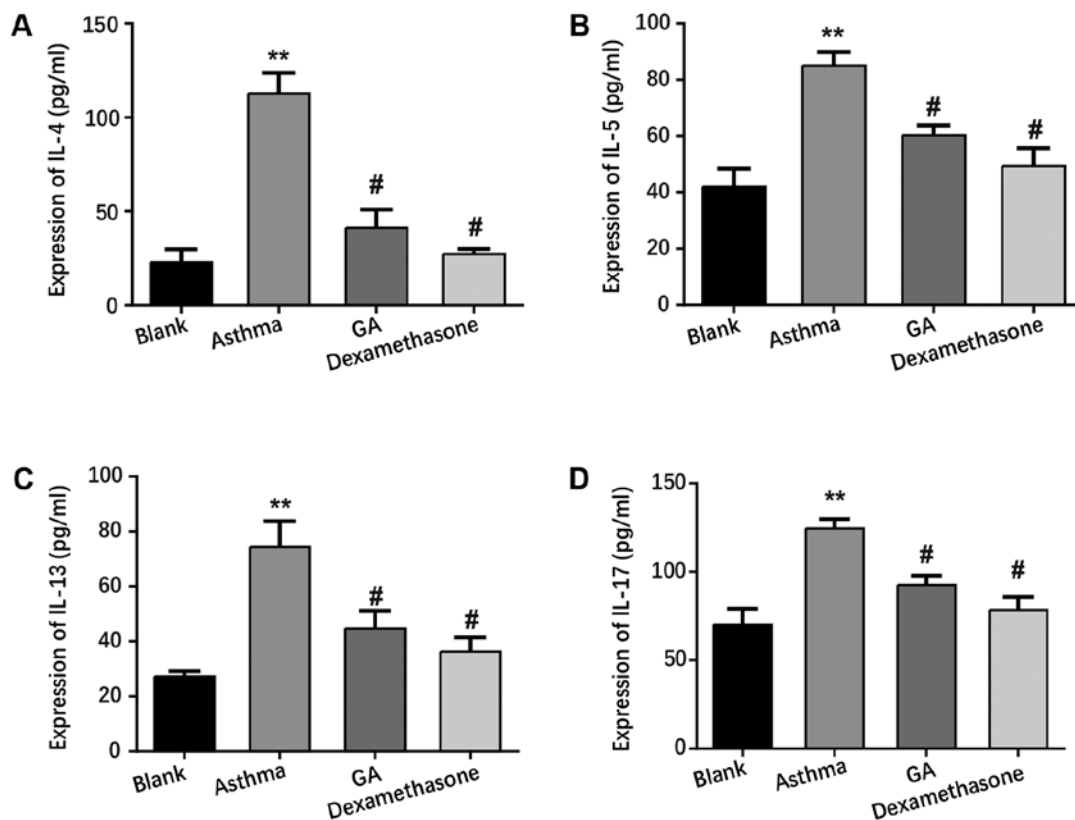 A
Expression of IL-4 (pg/ml)
150
100
50
0
**
#
#
Blank
Asthma
GA
Dexamethasone
B
Expression of IL-5 (pg/ml)
100
80
60
40
20
0
**
#
#
Blank
Asthma
GA
Dexamethasone
C
Expression of IL-13 (pg/ml)
100
80
60
40
20
0
**
#
#
Blank
Asthma
GA
Dexamethasone
D
Expression of IL-17 (pg/ml)
150
100
50
0
**
#
#
Blank
Asthma
GA
Dexamethasone